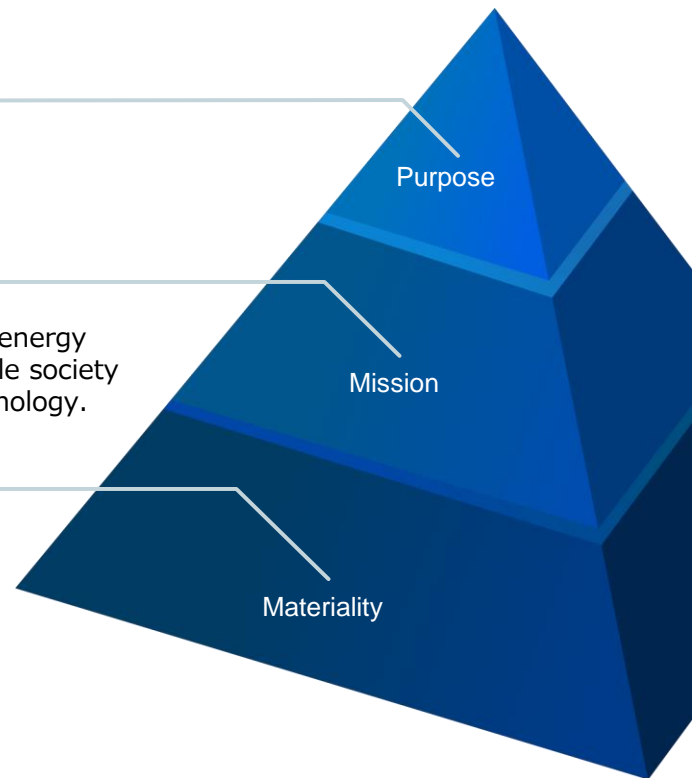 Purpose
energy
le society
nology.
Mission
Materiality